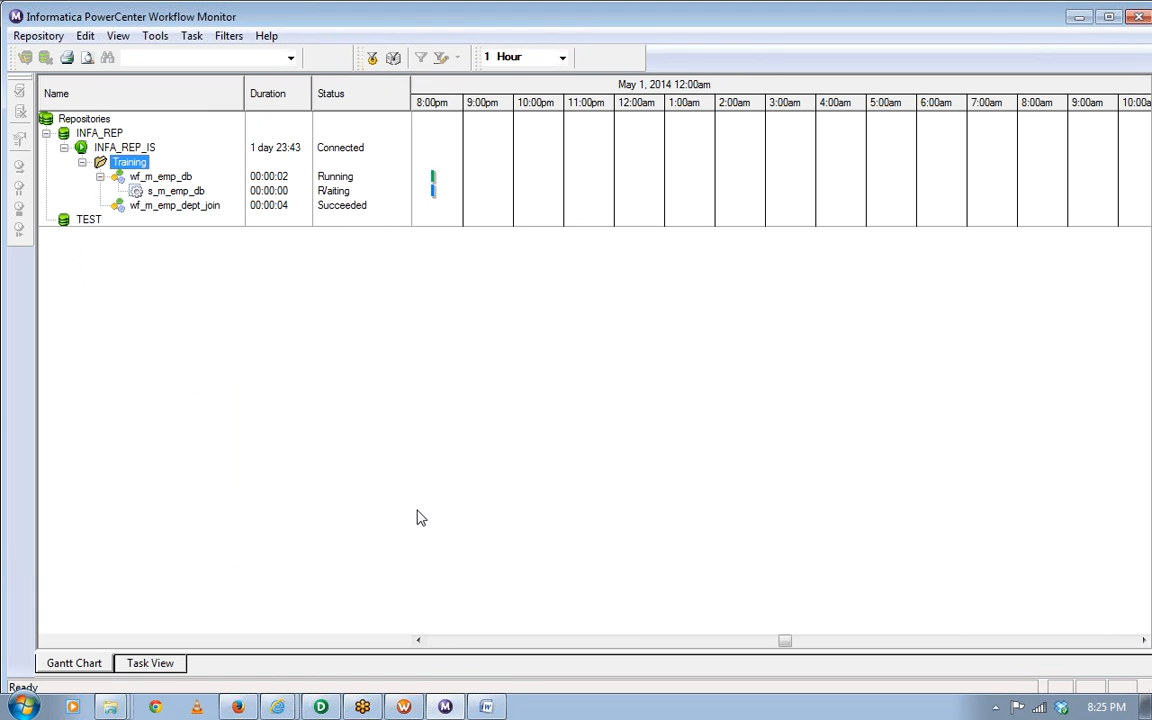 Informatica PowerCenter Workflow Monitor
Repository Edit View Tools Task Filters Help
1 Hour
Name Duration Status May 1, 2014 12:00am
8:00pm 9:00pm 10:00pm 11:00pm 12:00am 1:00am 2:00am 3:00am 4:00am 5:00am 6:00am 7:00am 8:00am 9:00am 10:00a
Repositories
INFA_REP
INFA_REP_IS 1 day 23:43 Connected
Training
wf_m_emp_db 00:00:02 Running
s_m_emp_db 00:00:00 R/aiting
wf_m_emp_dept_join 00:00:04 Succeeded
TEST
Gantt Chart Task View
Ready
8:25 PM